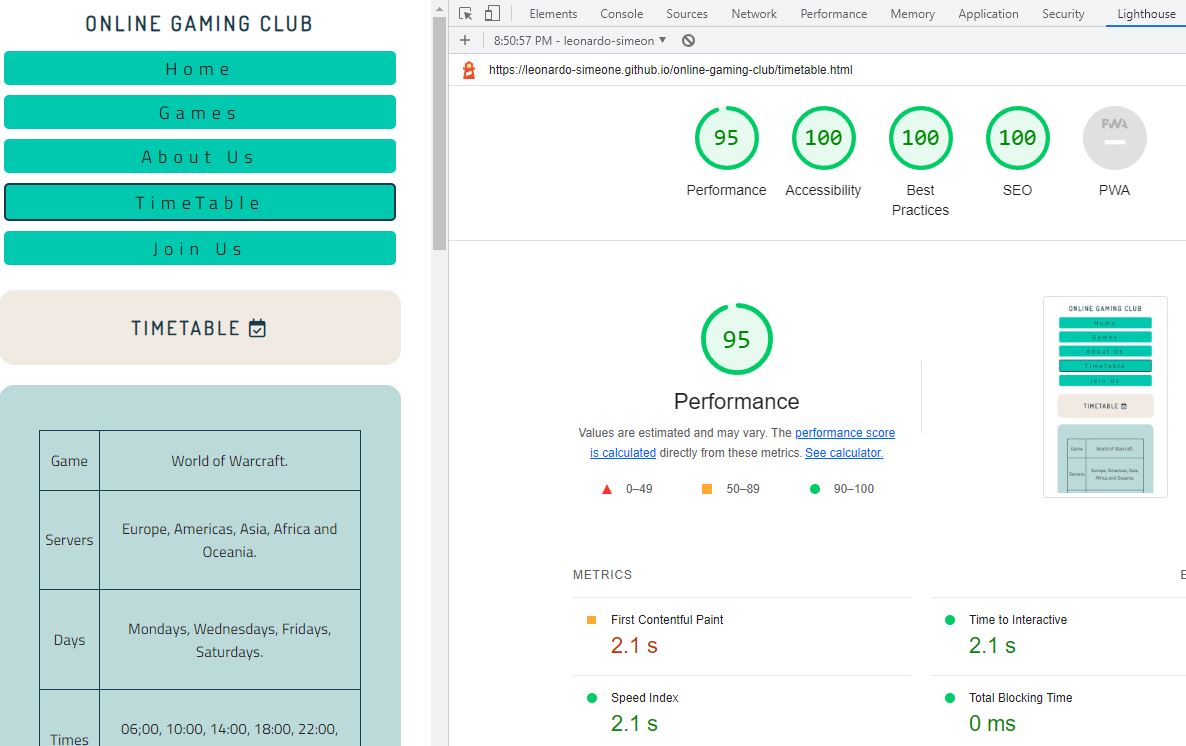 ONLINE GAMING CLUB
Home
Games
About Us
TimeTable
Join Us
TIMETABLE
Game
World of Warcraft.
Servers
Europe, Americas, Asia, Africa and
Oceania.
Days
Mondays, Wednesdays, Fridays,
Saturdays.
Times
06;00, 10:00, 14:00, 18:00, 22:00,
Elements Console Sources Network Performance Memory Application Security Lighthouse
8:50:57 PM - leonardo-simeon
https://leonardo-simeone.github.io/online-gaming-club/timetable.html
95 100 100 100 PWA
Performance Accessibility Best Practices SEO PWA
95
Performance
Values are estimated and may vary. The performance score
is calculated directly from these metrics. See calculator.
0–49 50–89 90–100
ONLINE GAMING CLUB
Home
Games
About Us
TimeTable
Join Us
TIMETABLE
Game World of Warcraft.
Servers Europe, Americas, Asia,
Africa and Oceania.
METRICS
First Contentful Paint
2.1 s
Time to Interactive
2.1 s
Speed Index
2.1 s
Total Blocking Time
0 ms